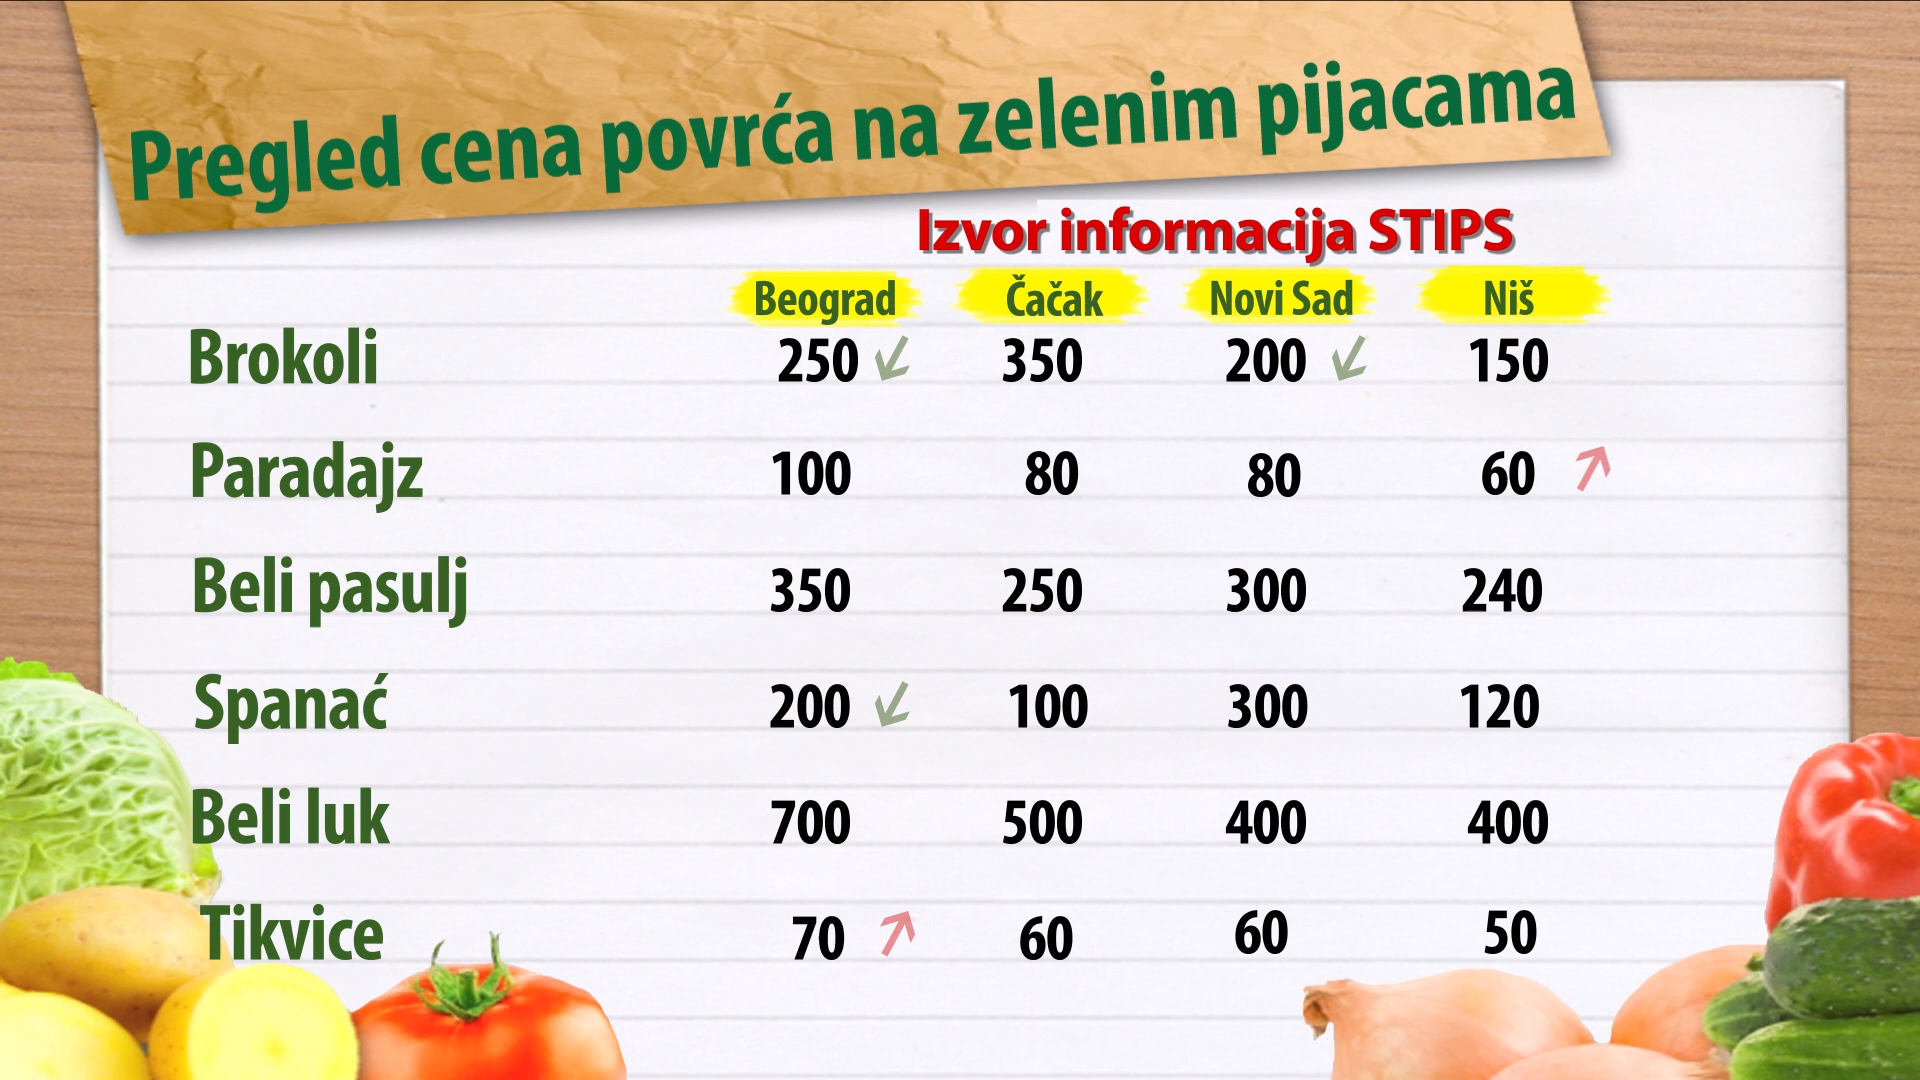 Pregled cena povrća na zelenim pijacama
Izvor informacija STIPS
Beograd Čačak Novi Sad Niš
Brokoli 250 ↙ 350 200 ↙ 150
Paradajz 100 80 80 60 ↗
Beli pasulj 350 250 300 240
Spanać 200 ↙ 100 300 120
Beli luk 700 500 400 400
Tikvice 70 ↗ 60 60 50